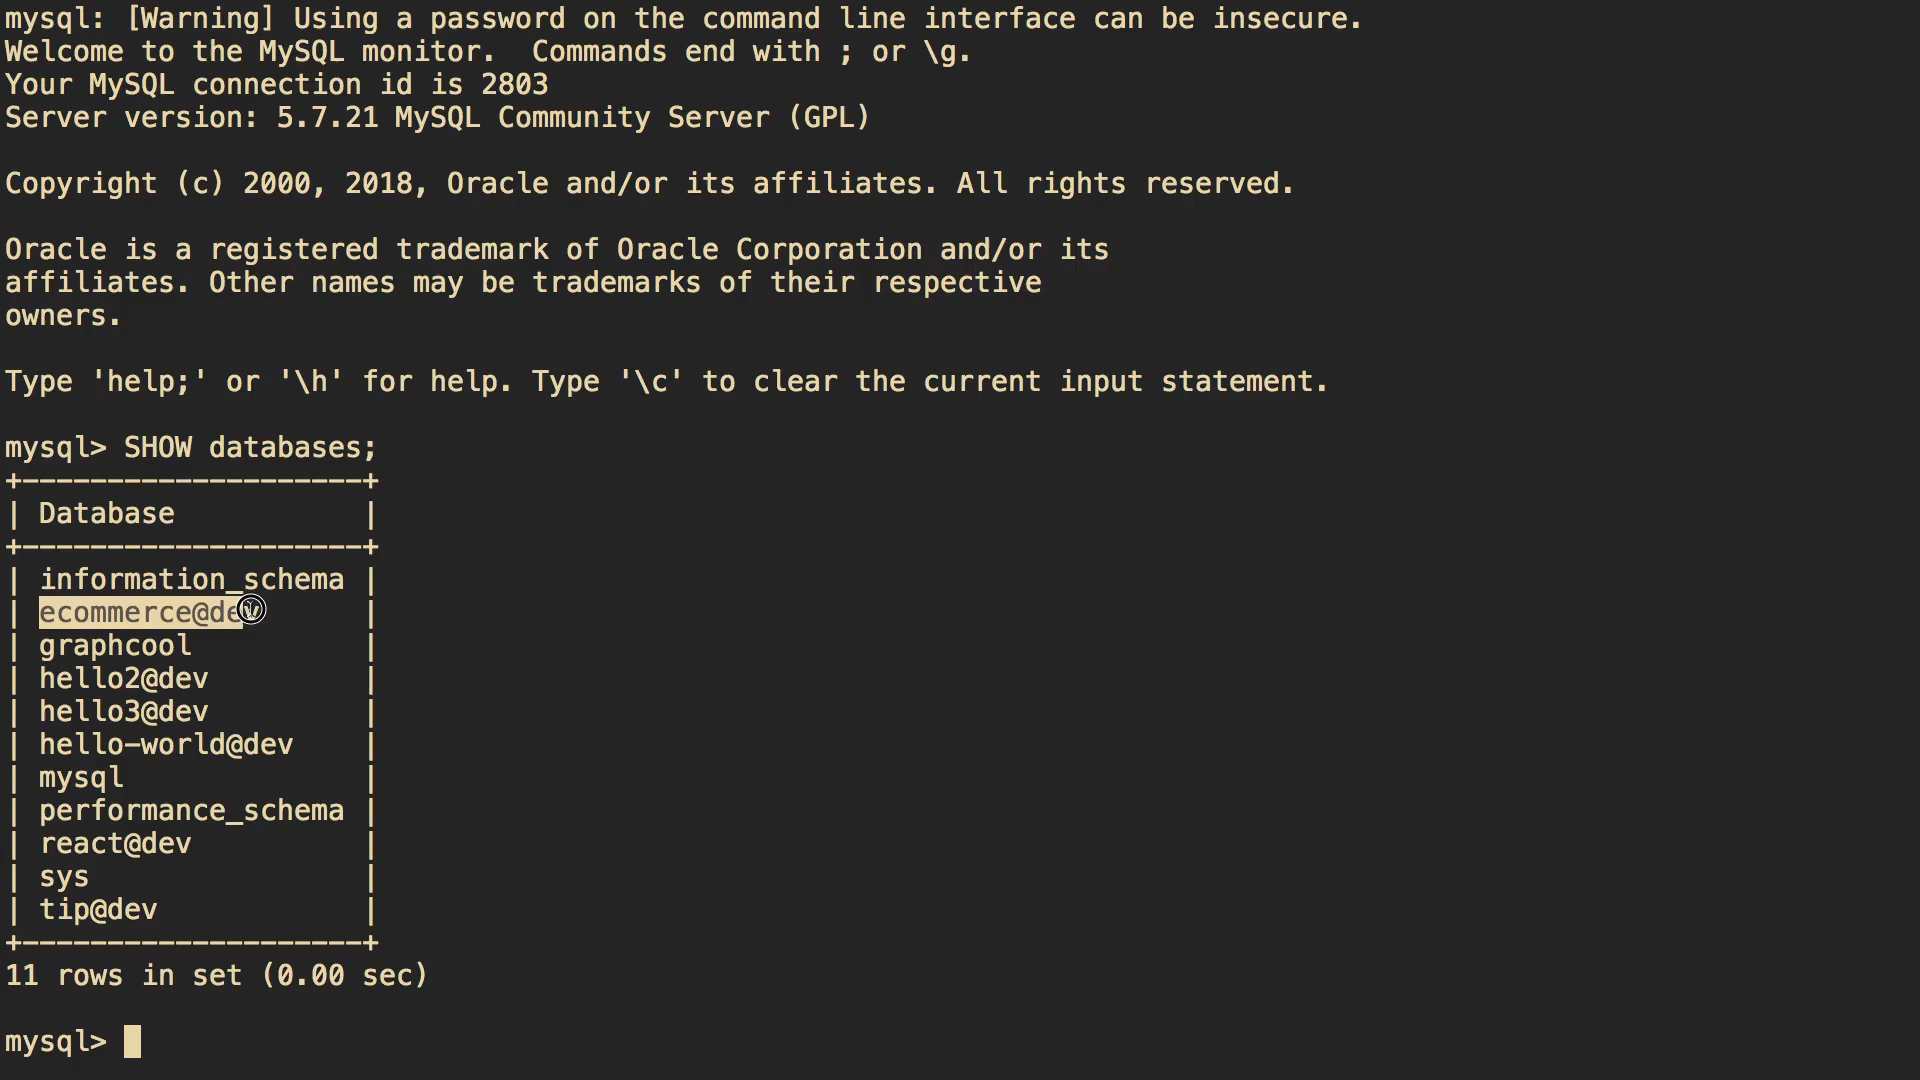 mysql: [Warning] Using a password on the command line interface can be insecure.
Welcome to the MySQL monitor.  Commands end with ; or \g.
Your MySQL connection id is 2803
Server version: 5.7.21 MySQL Community Server (GPL)

Copyright (c) 2000, 2018, Oracle and/or its affiliates. All rights reserved.

Oracle is a registered trademark of Oracle Corporation and/or its
affiliates. Other names may be trademarks of their respective
owners.

Type 'help;' or '\h' for help. Type '\c' to clear the current input statement.

mysql> SHOW databases;
+--------------------+
| Database           |
+--------------------+
| information_schema |
| ecommerce@dev      |
| graphcool          |
| hello2@dev         |
| hello3@dev         |
| hello-world@dev    |
| mysql              |
| performance_schema |
| react@dev          |
| sys                |
| tip@dev            |
+--------------------+
11 rows in set (0.00 sec)

mysql>